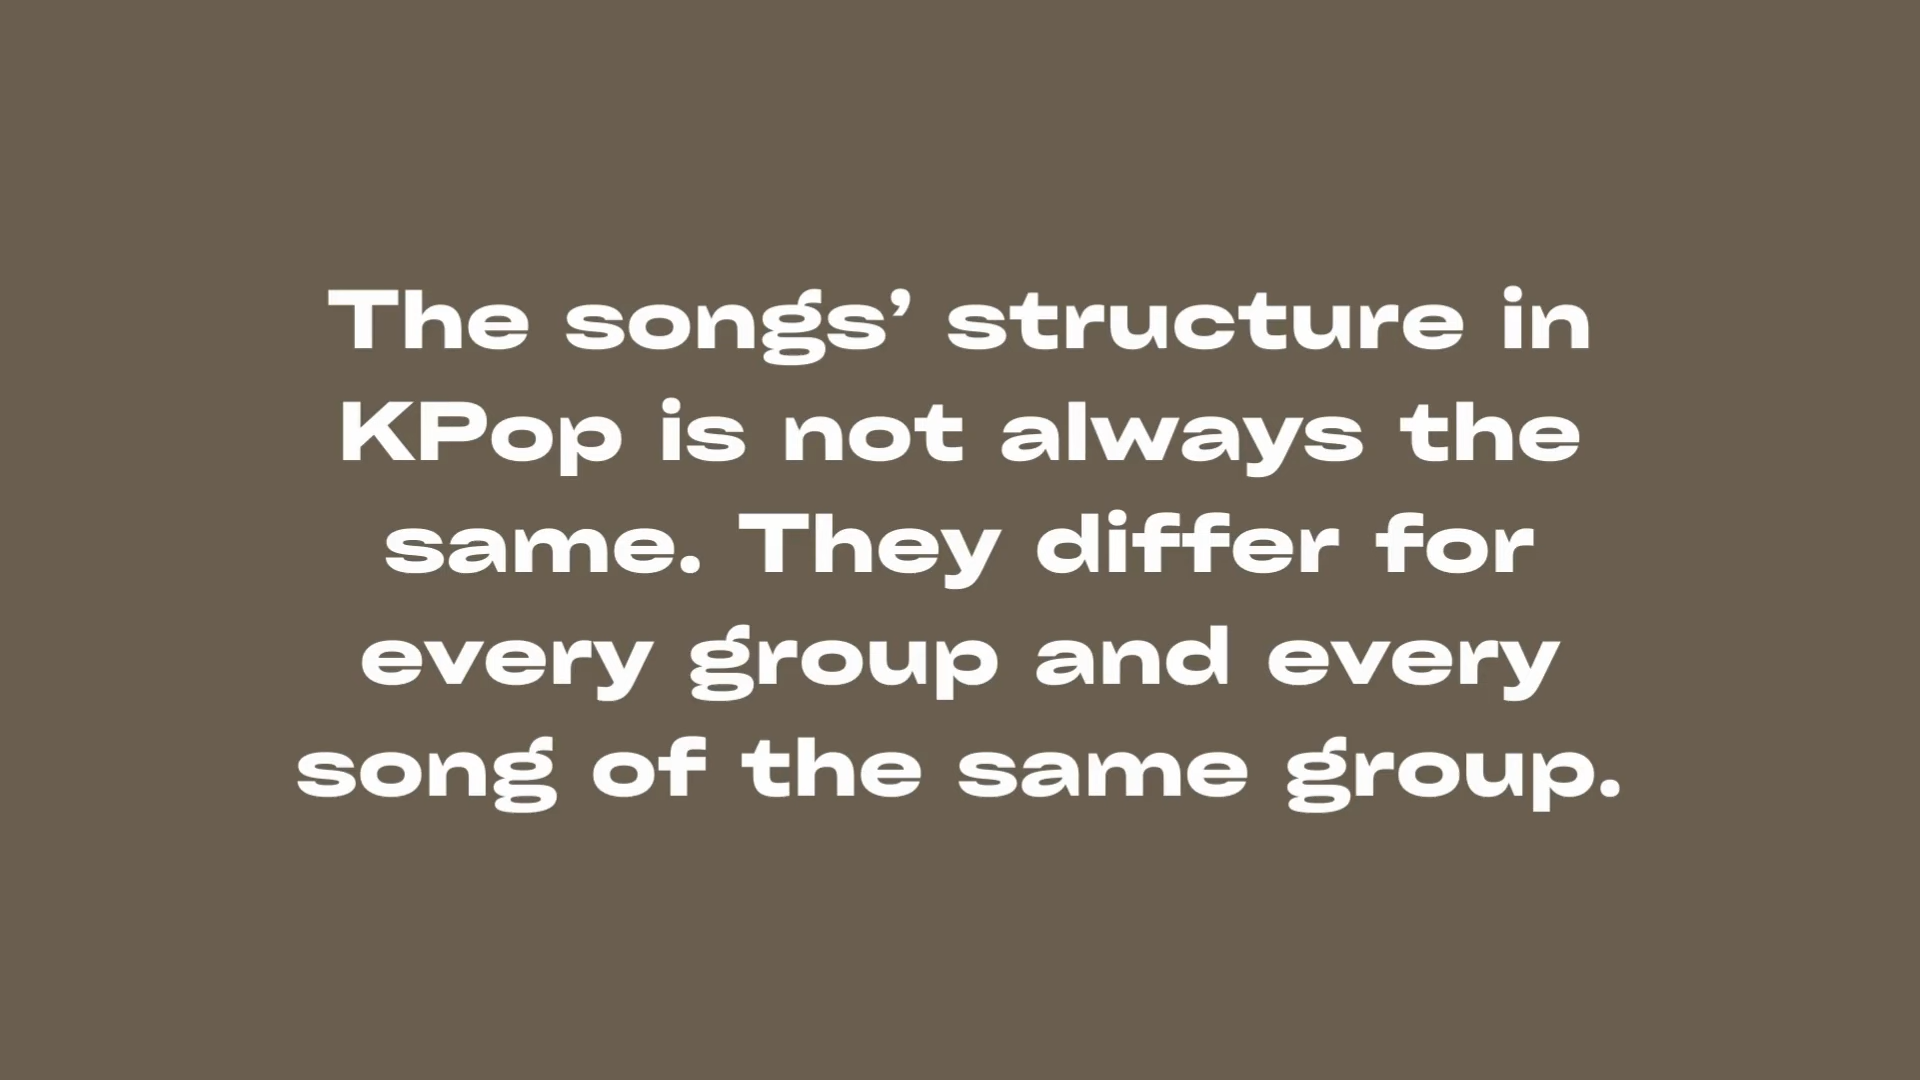 The songs’ structure in
KPop is not always the
same. They differ for
every group and every
song of the same group.